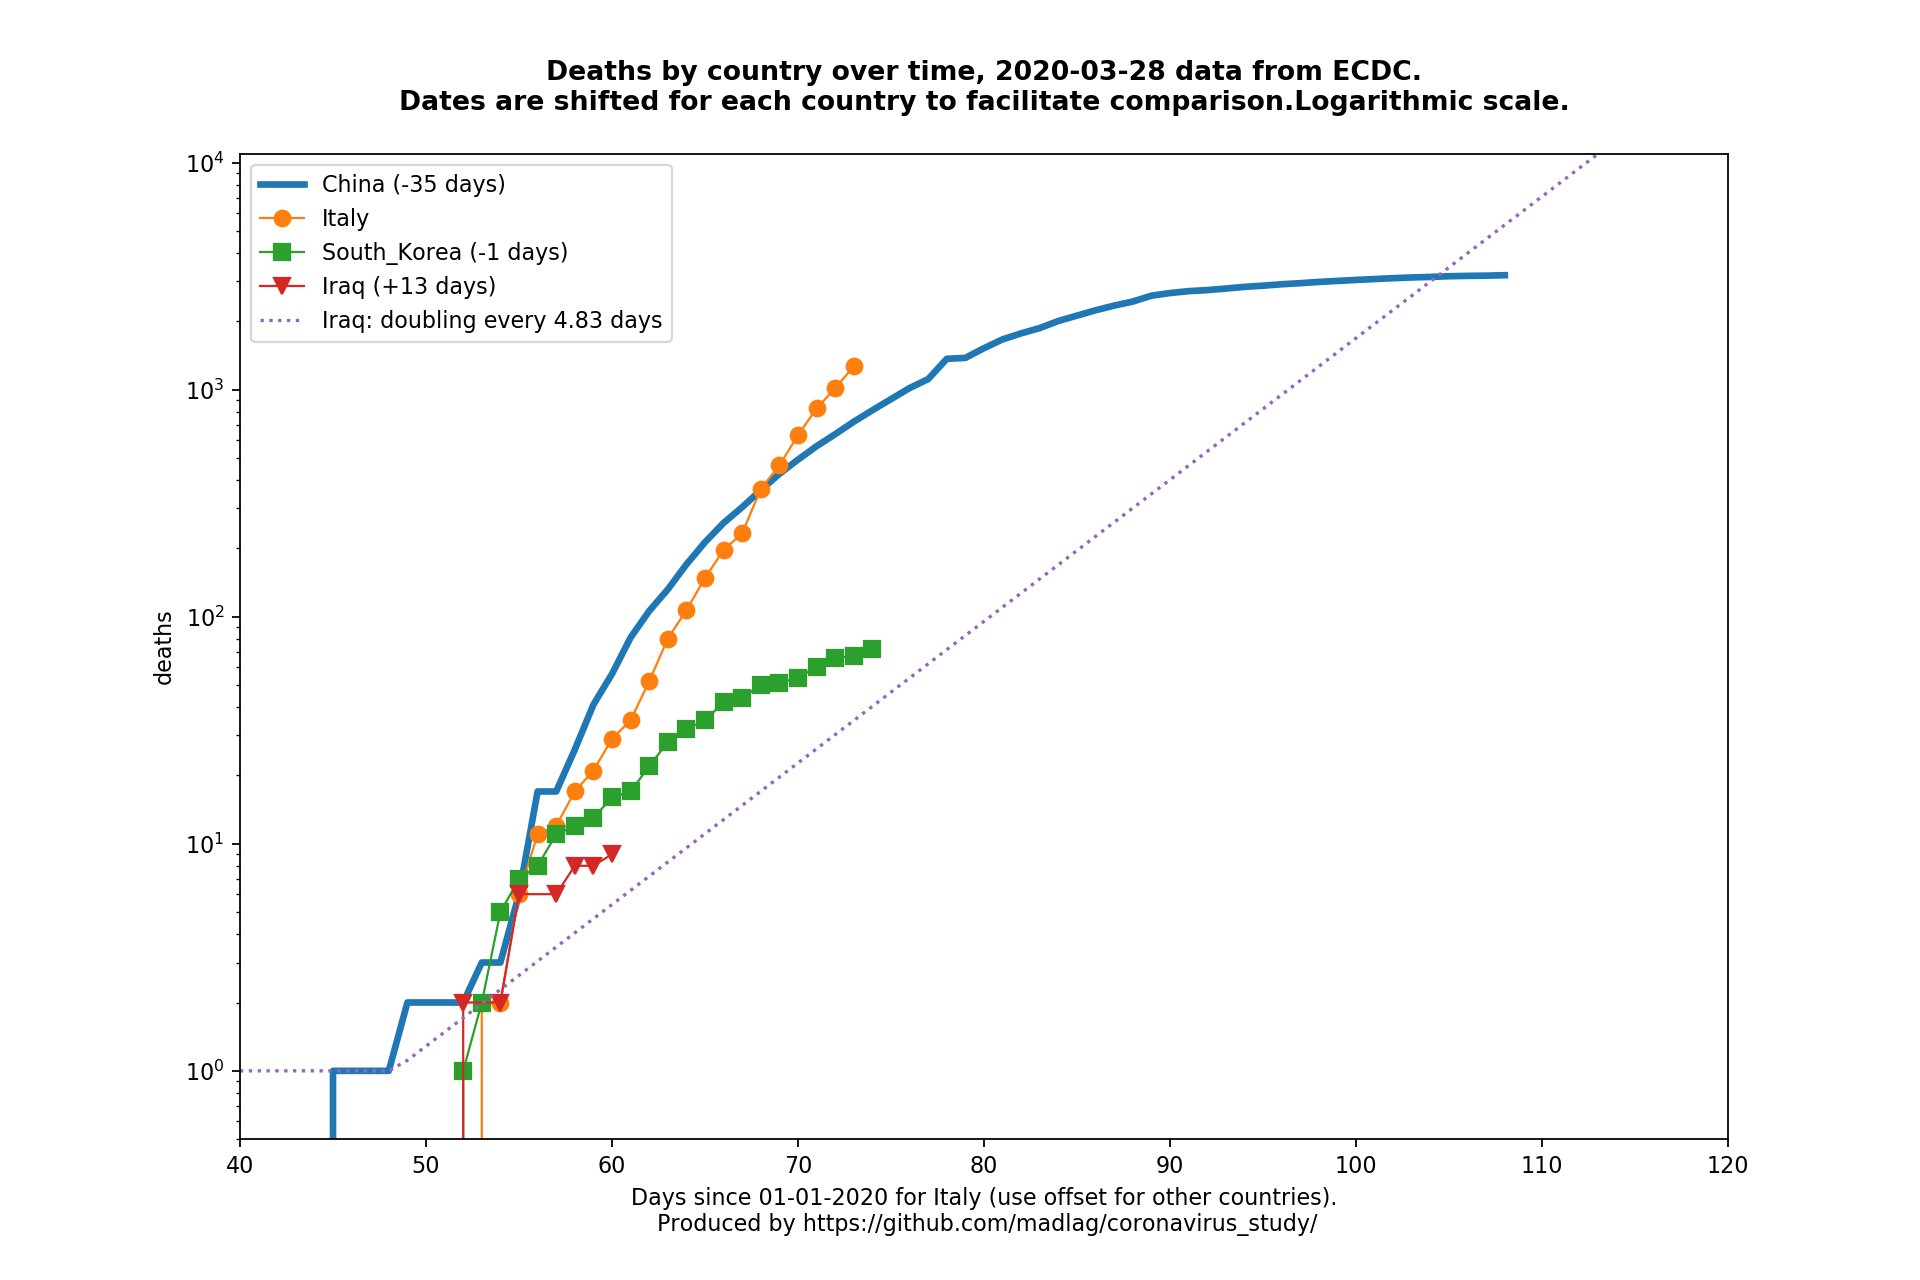 Deaths by country over time, 2020-03-28 data from ECDC.
Dates are shifted for each country to facilitate comparison.Logarithmic scale.
10^4
10^3
10^2
10^1
10^0
deaths
China (-35 days)
Italy
South_Korea (-1 days)
Iraq (+13 days)
Iraq: doubling every 4.83 days
40 50 60 70 80 90 100 110 120
Days since 01-01-2020 for Italy (use offset for other countries).
Produced by https://github.com/madlag/coronavirus_study/